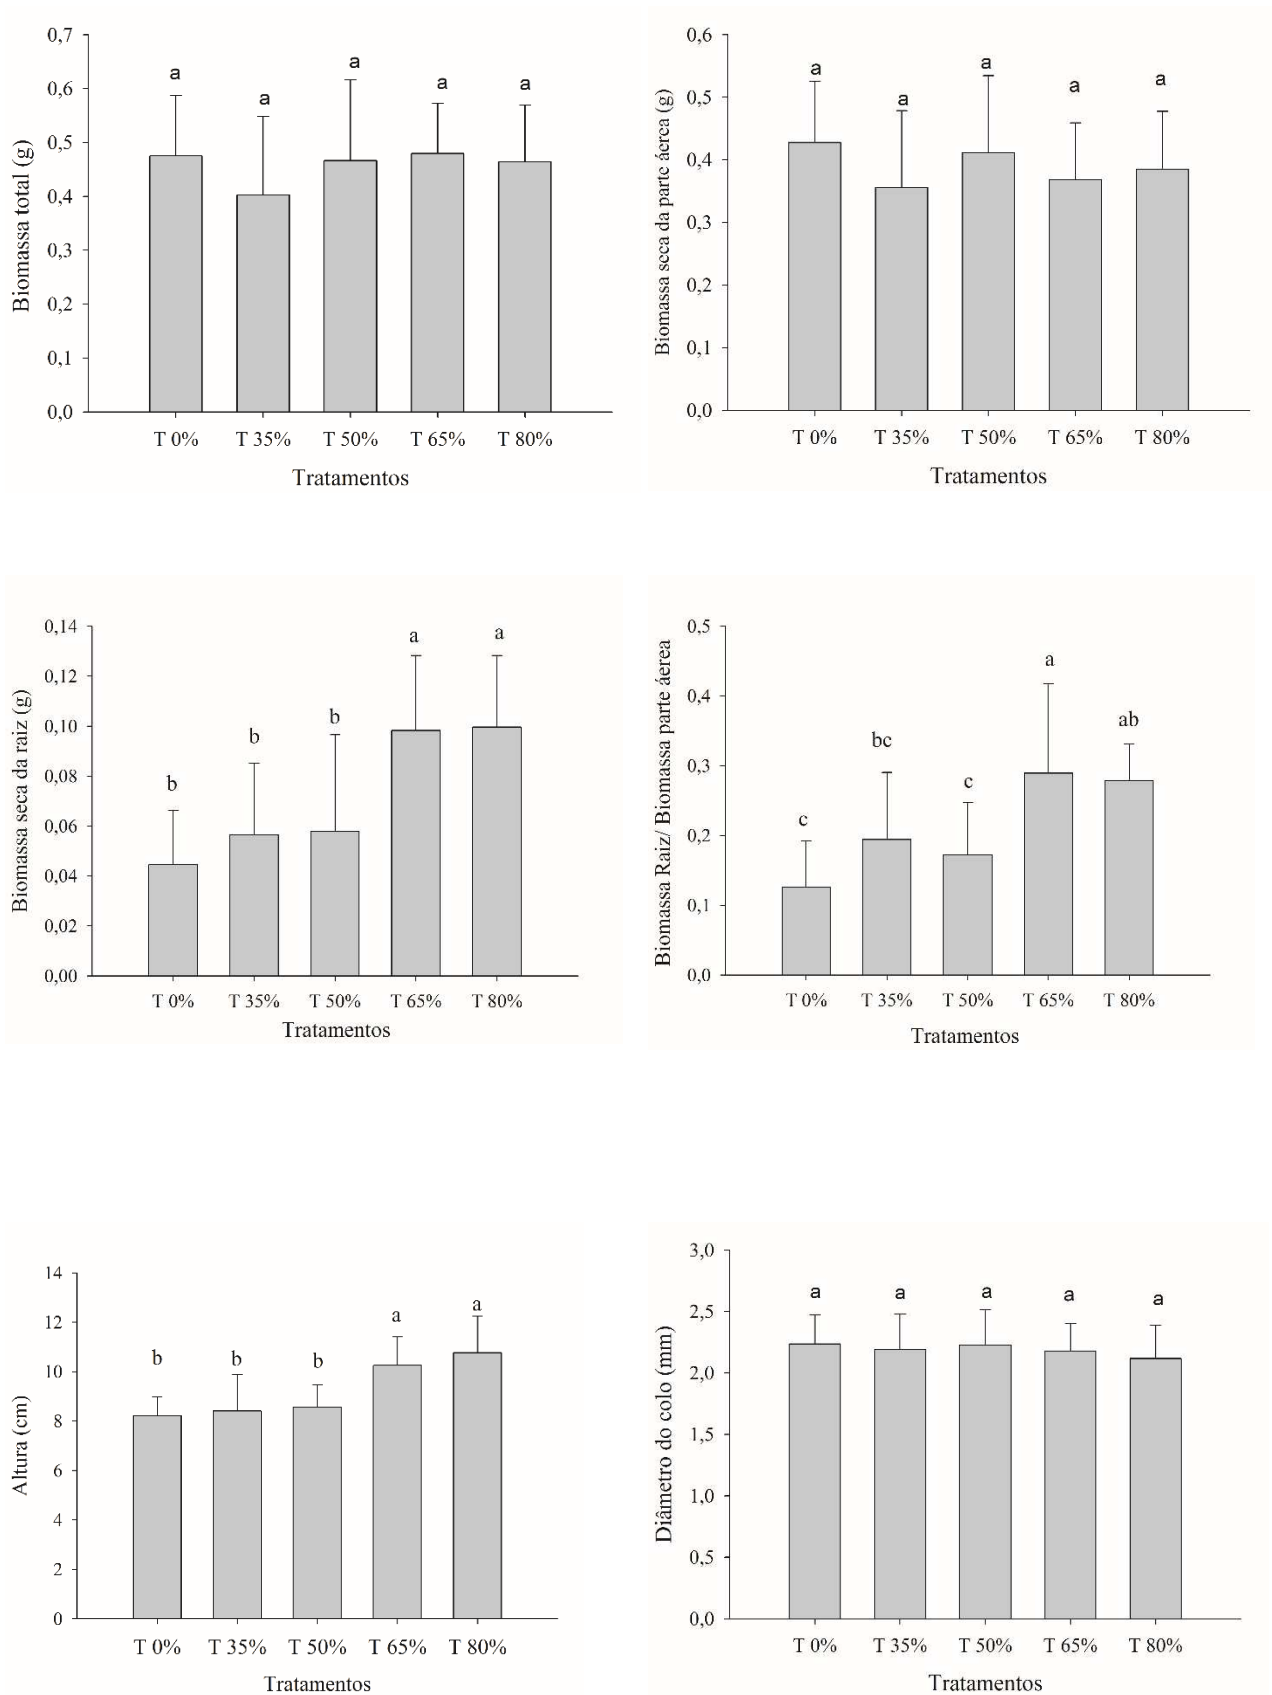 Biomassa total (g)
0,7
0,6
0,5
0,4
0,3
0,2
0,1
0,0
a
a
a
a
a
T 0%
T 35%
T 50%
T 65%
T 80%
Tratamentos
Biomassa seca da parte áerea (g)
0,6
0,5
0,4
0,3
0,2
0,1
0,0
a
a
a
a
a
T 0%
T 35%
T 50%
T 65%
T 80%
Tratamentos
Biomassa seca da raiz (g)
0,14
0,12
0,10
0,08
0,06
0,04
0,02
0,00
b
b
b
a
a
T 0%
T 35%
T 50%
T 65%
T 80%
Tratamentos
Biomassa Raiz/ Biomassa parte áerea
0,5
0,4
0,3
0,2
0,1
0,0
c
bc
c
a
ab
T 0%
T 35%
T 50%
T 65%
T 80%
Tratamentos
Altura (cm)
14
12
10
8
6
4
2
0
b
b
b
a
a
T 0%
T 35%
T 50%
T 65%
T 80%
Tratamentos
Diâmetro do colo (mm)
3,0
2,5
2,0
1,5
1,0
0,5
0,0
a
a
a
a
a
T 0%
T 35%
T 50%
T 65%
T 80%
Tratamentos